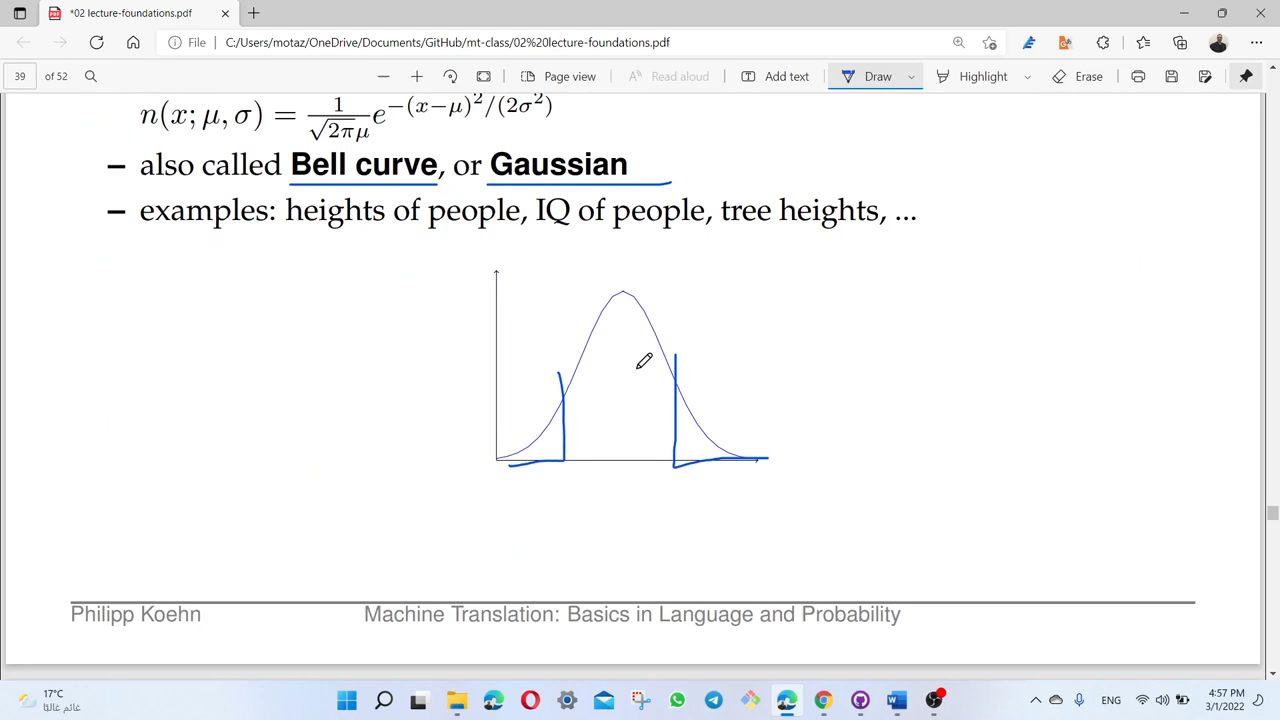 *02 lecture-foundations.pdf
File C:/Users/motaz/OneDrive/Documents/GitHub/mt-class/02%20lecture-foundations.pdf
39 of 52 Page view Read aloud Add text Draw Highlight Erase
n(x; μ, σ) = 1/√2πμ e^−(x−μ)²/(2σ²)
– also called Bell curve, or Gaussian
– examples: heights of people, IQ of people, tree heights, ...
Philipp Koehn Machine Translation: Basics in Language and Probability
17°C
غائم غالبًا
ENG
4:57 PM
3/1/2022